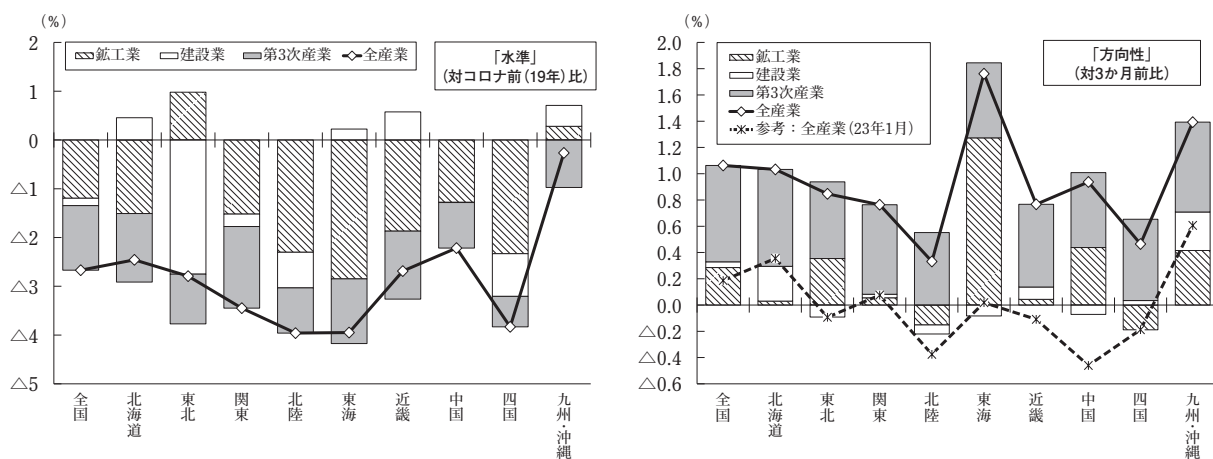 (%)
2
1
0
△1
△2
△3
△4
△5
鉱工業 建設業 第3次産業 全産業
「水準」
(対コロナ前(19年)比)
全国
北海道
東北
関東
北陸
東海
近畿
中国
四国
九州・沖縄
(%)
2.0
1.8
1.6
1.4
1.2
1.0
0.8
0.6
0.4
0.2
0.0
△0.2
△0.4
△0.6
鉱工業
建設業
第3次産業
全産業
参考：全産業(23年1月)
「方向性」
(対3か月前比)
全国
北海道
東北
関東
北陸
東海
近畿
中国
四国
九州・沖縄